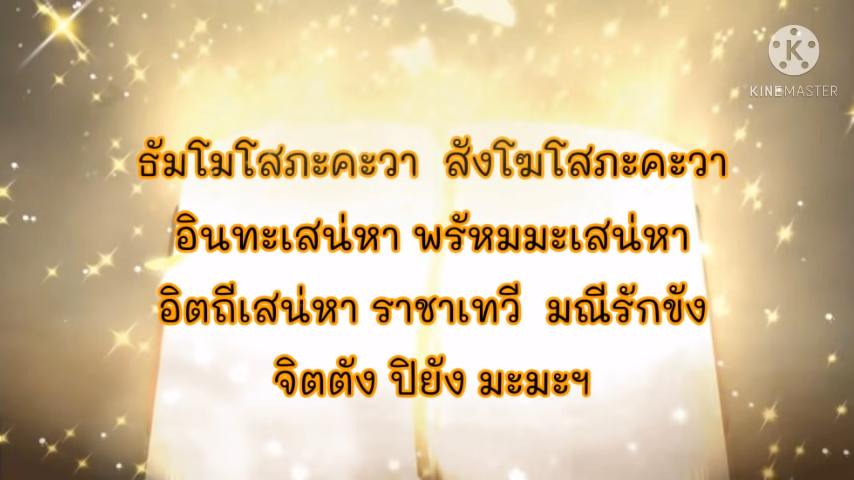 KINEMASTER
ธัมโมโสภะคะวา สังโฆโสภะคะวา
อินทะเสน่หา พรัหมมะเสน่หา
อิตถีเสน่หา ราชาเทวี มณีรักขัง
จิตตัง ปิยัง มะมะฯ